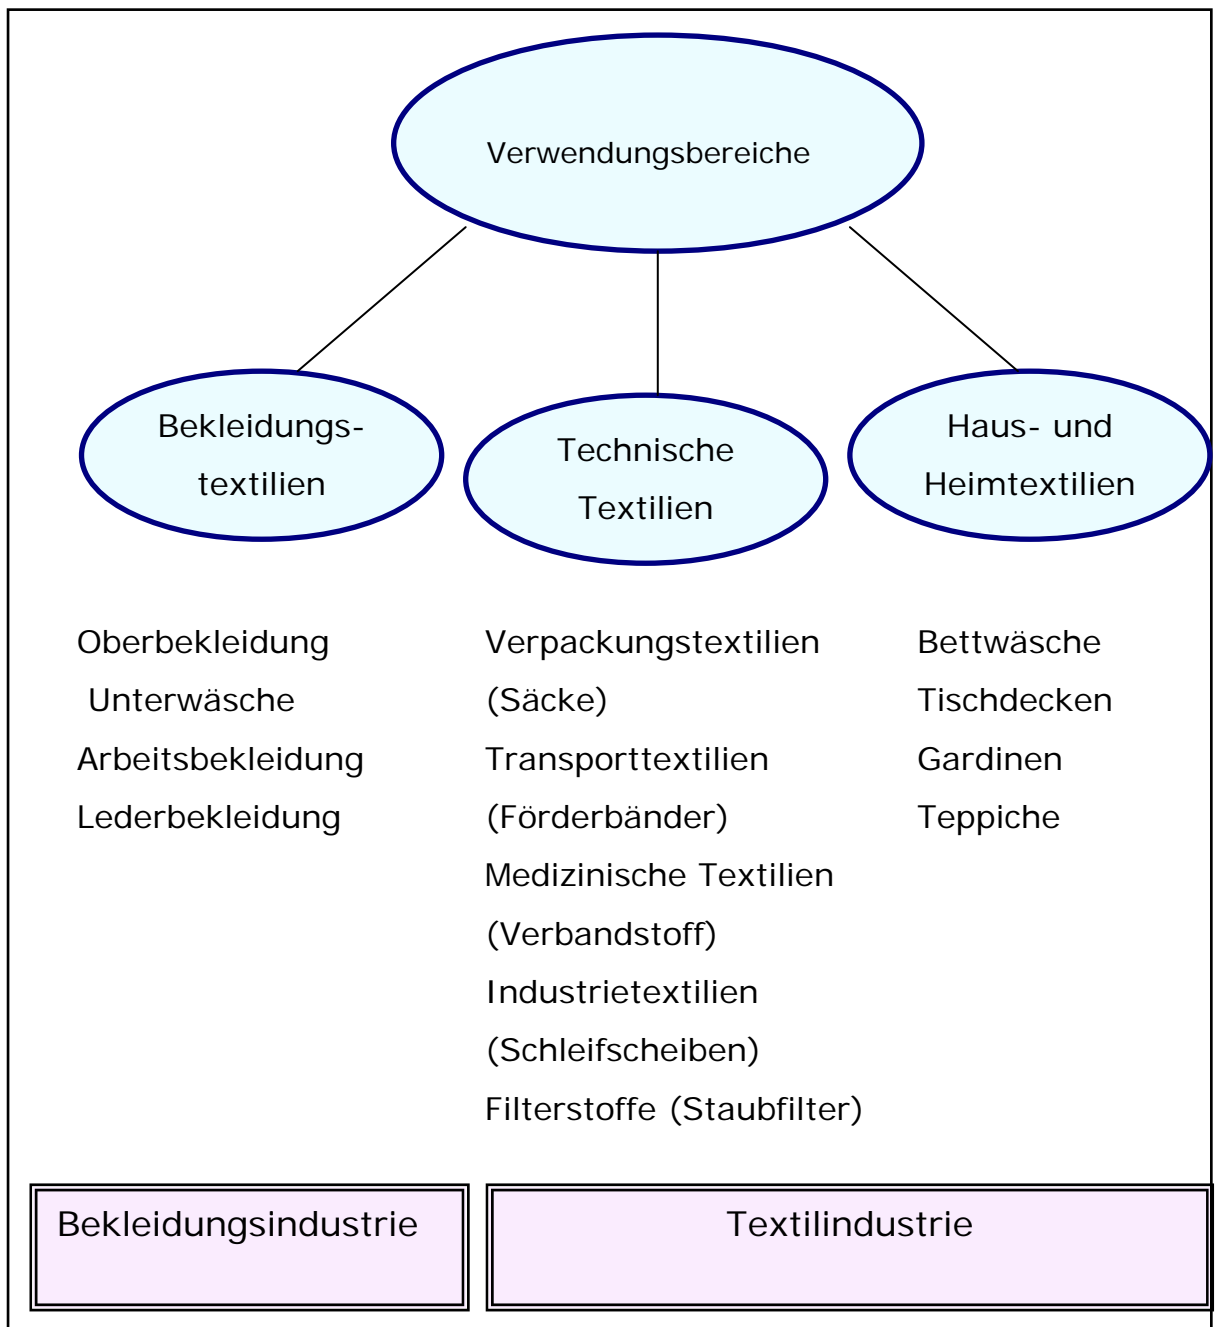 Verwendungsbereiche
Bekleidungs-
textilien
Technische
Textilien
Haus- und
Heimtextilien
Oberbekleidung
Unterwäsche
Arbeitsbekleidung
Lederbekleidung
Verpackungstextilien
(Säcke)
Transporttextilien
(Förderbänder)
Medizinische Textilien
(Verbandstoff)
Industrietextilien
(Schleifscheiben)
Filterstoffe (Staubfilter)
Bettwäsche
Tischdecken
Gardinen
Teppiche
Bekleidungsindustrie
Textilindustrie